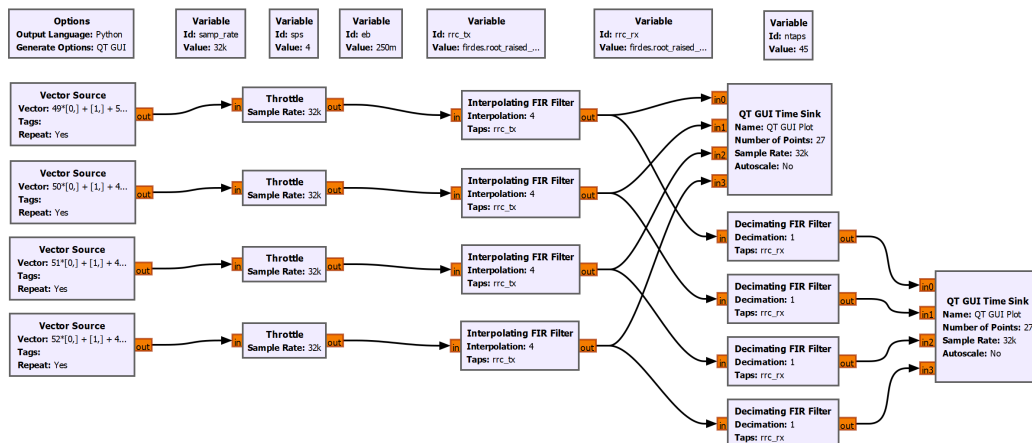 Options
Output Language: Python
Generate Options: QT GUI
Variable
Id: samp_rate
Value: 32k
Variable
Id: sps
Value: 4
Variable
Id: eb
Value: 250m
Variable
Id: rrc_tx
Value: firdes.root_raised_...
Variable
Id: rrc_rx
Value: firdes.root_raised_...
Variable
Id: ntaps
Value: 45
Vector Source
Vector: 49*[0,] + [1,] + 5...
Tags:
Repeat: Yes
out
in
Throttle
Sample Rate: 32k
out
in
Interpolating FIR Filter
Interpolation: 4
Taps: rrc_tx
out
Vector Source
Vector: 50*[0,] + [1,] + 4...
Tags:
Repeat: Yes
out
in
Throttle
Sample Rate: 32k
out
in
Interpolating FIR Filter
Interpolation: 4
Taps: rrc_tx
out
Vector Source
Vector: 51*[0,] + [1,] + 4...
Tags:
Repeat: Yes
out
in
Throttle
Sample Rate: 32k
out
in
Interpolating FIR Filter
Interpolation: 4
Taps: rrc_tx
out
Vector Source
Vector: 52*[0,] + [1,] + 4...
Tags:
Repeat: Yes
out
in
Throttle
Sample Rate: 32k
out
in
Interpolating FIR Filter
Interpolation: 4
Taps: rrc_tx
out
in0
in1
in2
in3
QT GUI Time Sink
Name: QT GUI Plot
Number of Points: 27
Sample Rate: 32k
Autoscale: No
in
Decimating FIR Filter
Decimation: 1
Taps: rrc_rx
out
in
Decimating FIR Filter
Decimation: 1
Taps: rrc_rx
out
in
Decimating FIR Filter
Decimation: 1
Taps: rrc_rx
out
in
Decimating FIR Filter
Decimation: 1
Taps: rrc_rx
out
in0
in1
in2
in3
QT GUI Time Sink
Name: QT GUI Plot
Number of Points: 27
Sample Rate: 32k
Autoscale: No